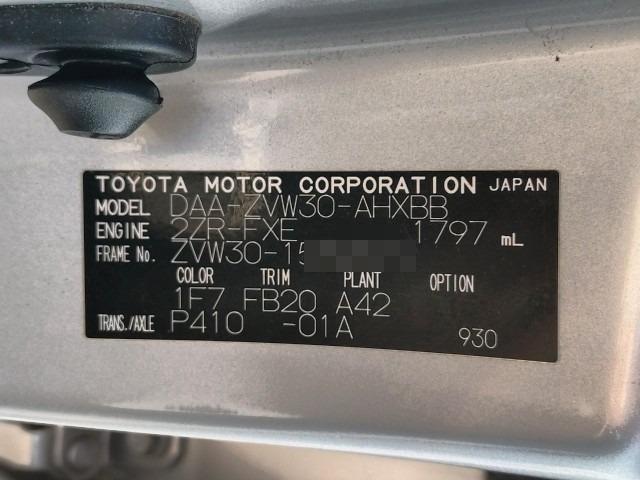 TOYOTA MOTOR CORPORATION JAPAN
MODEL DAA-ZVW30-AHXBB
ENGINE 2ZR-FXE 1797 mL
FRAME No. ZVW30-15
COLOR TRIM PLANT OPTION
1F7 FB20 A42
TRANS./AXLE P410 -01A 930